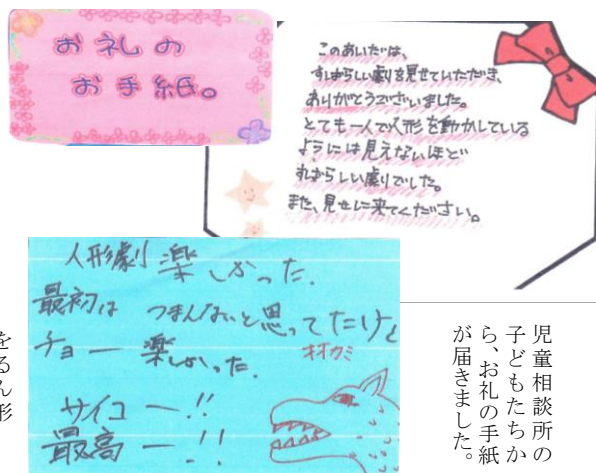 お礼の
お手紙。
このあいだは、
すばらしい劇を見せていただき、
ありがとうございました。
とても一人で人形を動かしている
ようには見えないほど
すばらしい劇でした。
また、見せに来てください。
人形劇 楽しかった.
最初は つまんないと思ってたけど
チョー 楽しかった.
オオカミ
サイコー!!
最高ー!!
児童相談所の
子どもたちか
ら、お礼の手紙
が届きました。
をるん形